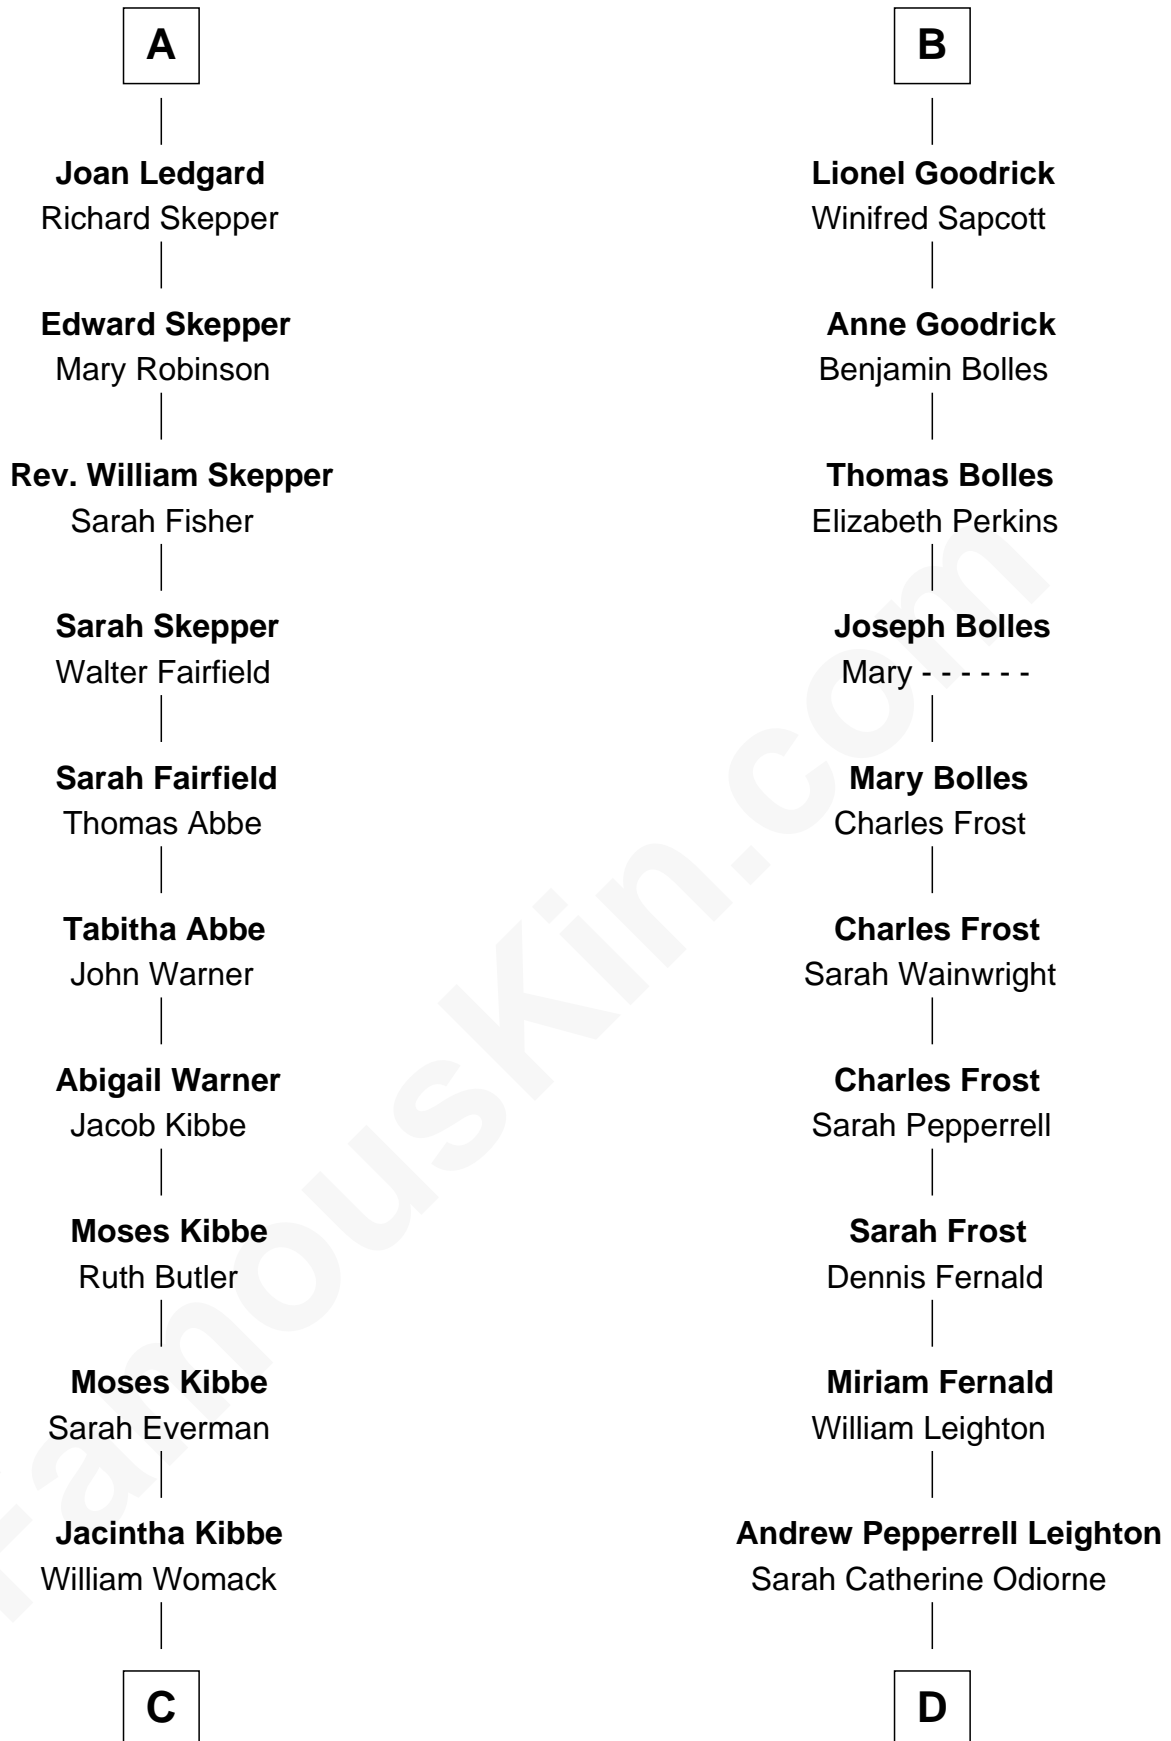 A
Joan Ledgard
Richard Skepper
Edward Skepper
Mary Robinson
Rev. William Skepper
Sarah Fisher
Sarah Skepper
Walter Fairfield
Sarah Fairfield
Thomas Abbe
Tabitha Abbe
John Warner
Abigail Warner
Jacob Kibbe
Moses Kibbe
Ruth Butler
Moses Kibbe
Sarah Everman
Jacintha Kibbe
William Womack
C
B
Lionel Goodrick
Winifred Sapcott
Anne Goodrick
Benjamin Bolles
Thomas Bolles
Elizabeth Perkins
Joseph Bolles
Mary - - - - - -
Mary Bolles
Charles Frost
Charles Frost
Sarah Wainwright
Charles Frost
Sarah Pepperrell
Sarah Frost
Dennis Fernald
Miriam Fernald
William Leighton
Andrew Pepperrell Leighton
Sarah Catherine Odiorne
D
FamousKin.com